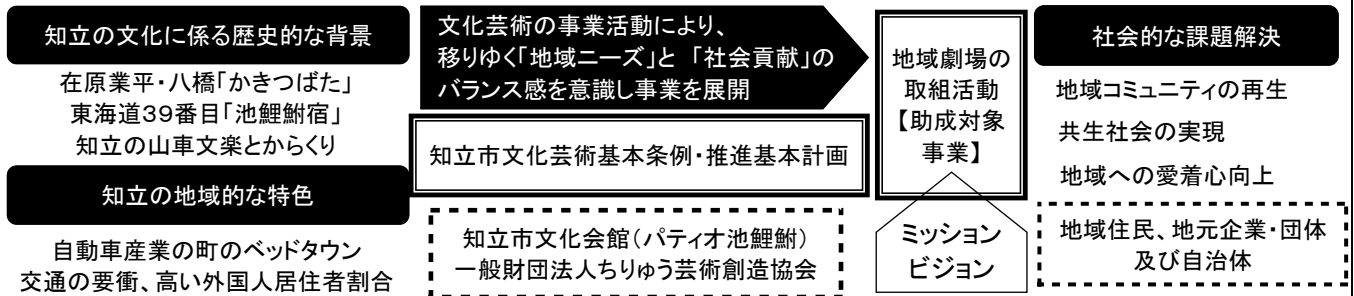 知立の文化に係る歴史的な背景
在原業平・八橋「かきつばた」
東海道39番目「池鯉鮒宿」
知立の山車文楽とからくり
知立の地域的な特色
自動車産業の町のベッドタウン
交通の要衝、高い外国人居住者割合
文化芸術の事業活動により、
移りゆく「地域ニーズ」と 「社会貢献」の
バランス感を意識し事業を展開
知立市文化芸術基本条例・推進基本計画
知立市文化会館(パティオ池鯉鮒)
一般財団法人ちりゅう芸術創造協会
地域劇場の
取組活動
【助成対象
事業】
ミッション
ビジョン
社会的な課題解決
地域コミュニティの再生
共生社会の実現
地域への愛着心向上
地域住民、地元企業・団体
及び自治体